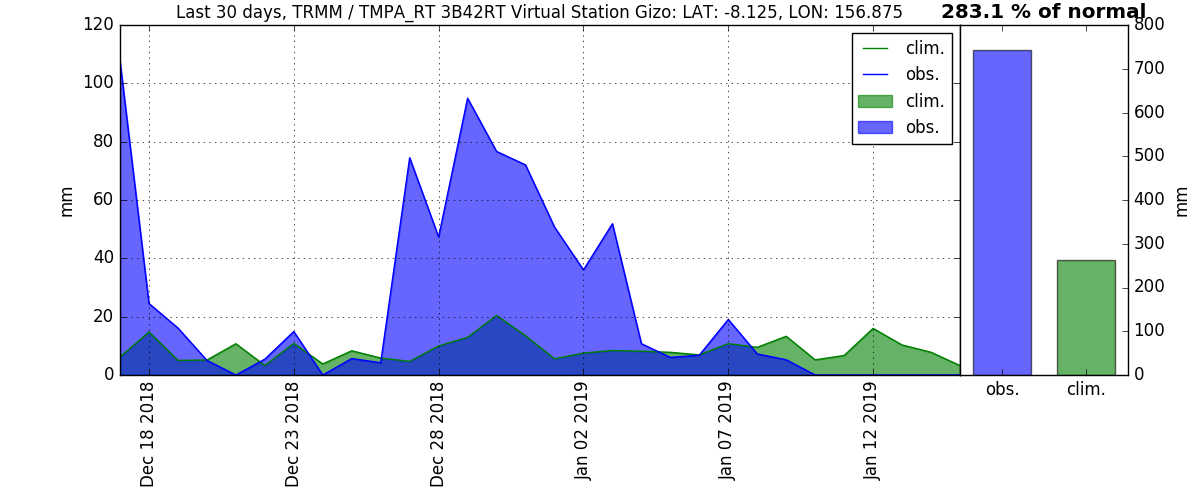 Last 30 days, TRMM / TMPA_RT 3B42RT Virtual Station Gizo: LAT: -8.125, LON: 156.875
283.1 % of normal
120
100
80
60
40
20
0
mm
clim.
obs.
clim.
obs.
Dec 18 2018
Dec 23 2018
Dec 28 2018
Jan 02 2019
Jan 07 2019
Jan 12 2019
800
700
600
500
400
300
200
100
0
mm
obs.
clim.